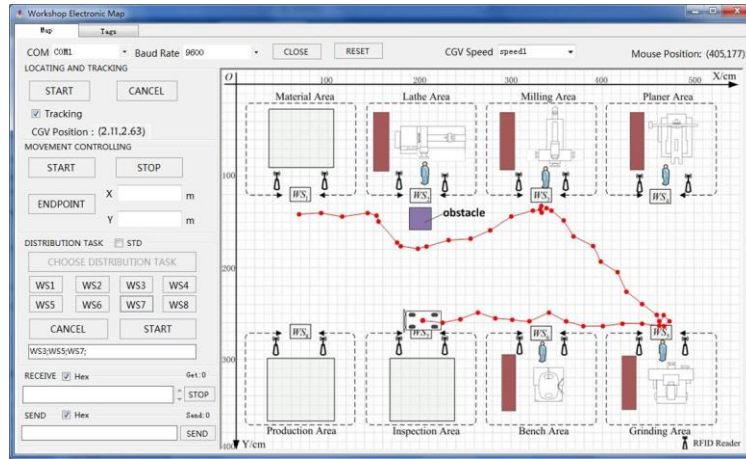 Workshop Electronic Map
Map Tags
COM COM1 Baud Rate 9600 CLOSE RESET CGV Speed speed1 Mouse Position: (405,177)
LOCATING AND TRACKING
START CANCEL
Tracking
CGV Position : (2.11,2.63)
MOVEMENT CONTROLLING
START STOP
ENDPOINT
X m
Y m
DISTRIBUTION TASK STD
CHOOSE DISTRIBUTION TASK
WS1 WS2 WS3 WS4
WS5 WS6 WS7 WS8
CANCEL START
WS3;WS5;WS7;
RECEIVE Hex Get:0
STOP
SEND Hex Send:0
SEND
O 100 200 300 400 500 X/cm
Material Area Lathe Area Milling Area Planer Area
100
WS1 WS2 WS3 WS4
obstacle
200
WS8 WS7 WS6 WS5
300
Production Area Inspection Area Bench Area Grinding Area
400 Y/cm RFID Reader